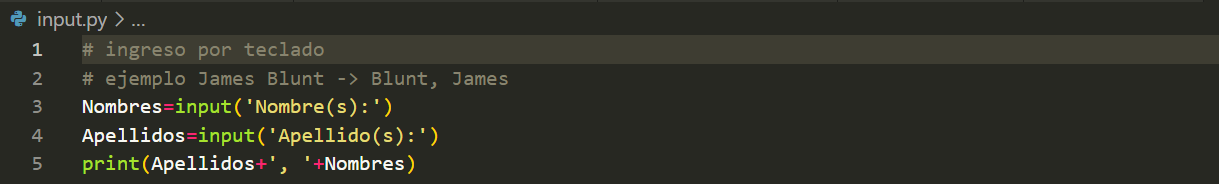 input.py > ...
1 # ingreso por teclado
2 # ejemplo James Blunt -> Blunt, James
3 Nombres=input('Nombre(s):')
4 Apellidos=input('Apellido(s):')
5 print(Apellidos+', '+Nombres)